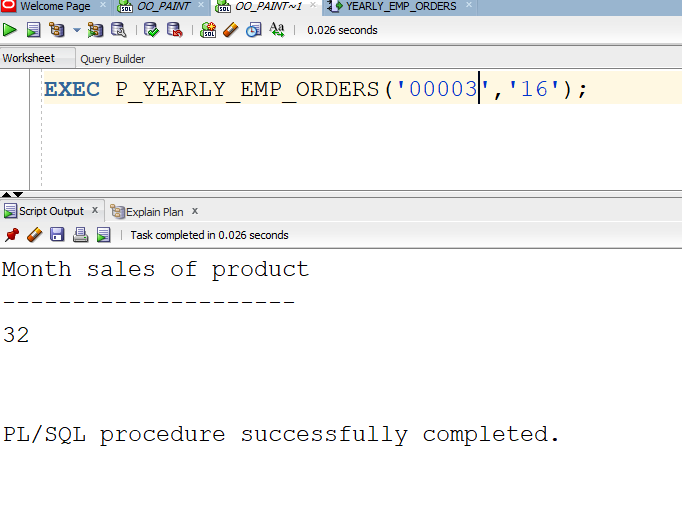 Welcome Page
OO_PAINT
OO_PAINT~1
YEARLY_EMP_ORDERS
0.026 seconds
Worksheet
Query Builder
EXEC P_YEARLY_EMP_ORDERS('00003','16');
Script Output
Explain Plan
Task completed in 0.026 seconds
Month sales of product
---------------------
32
PL/SQL procedure successfully completed.